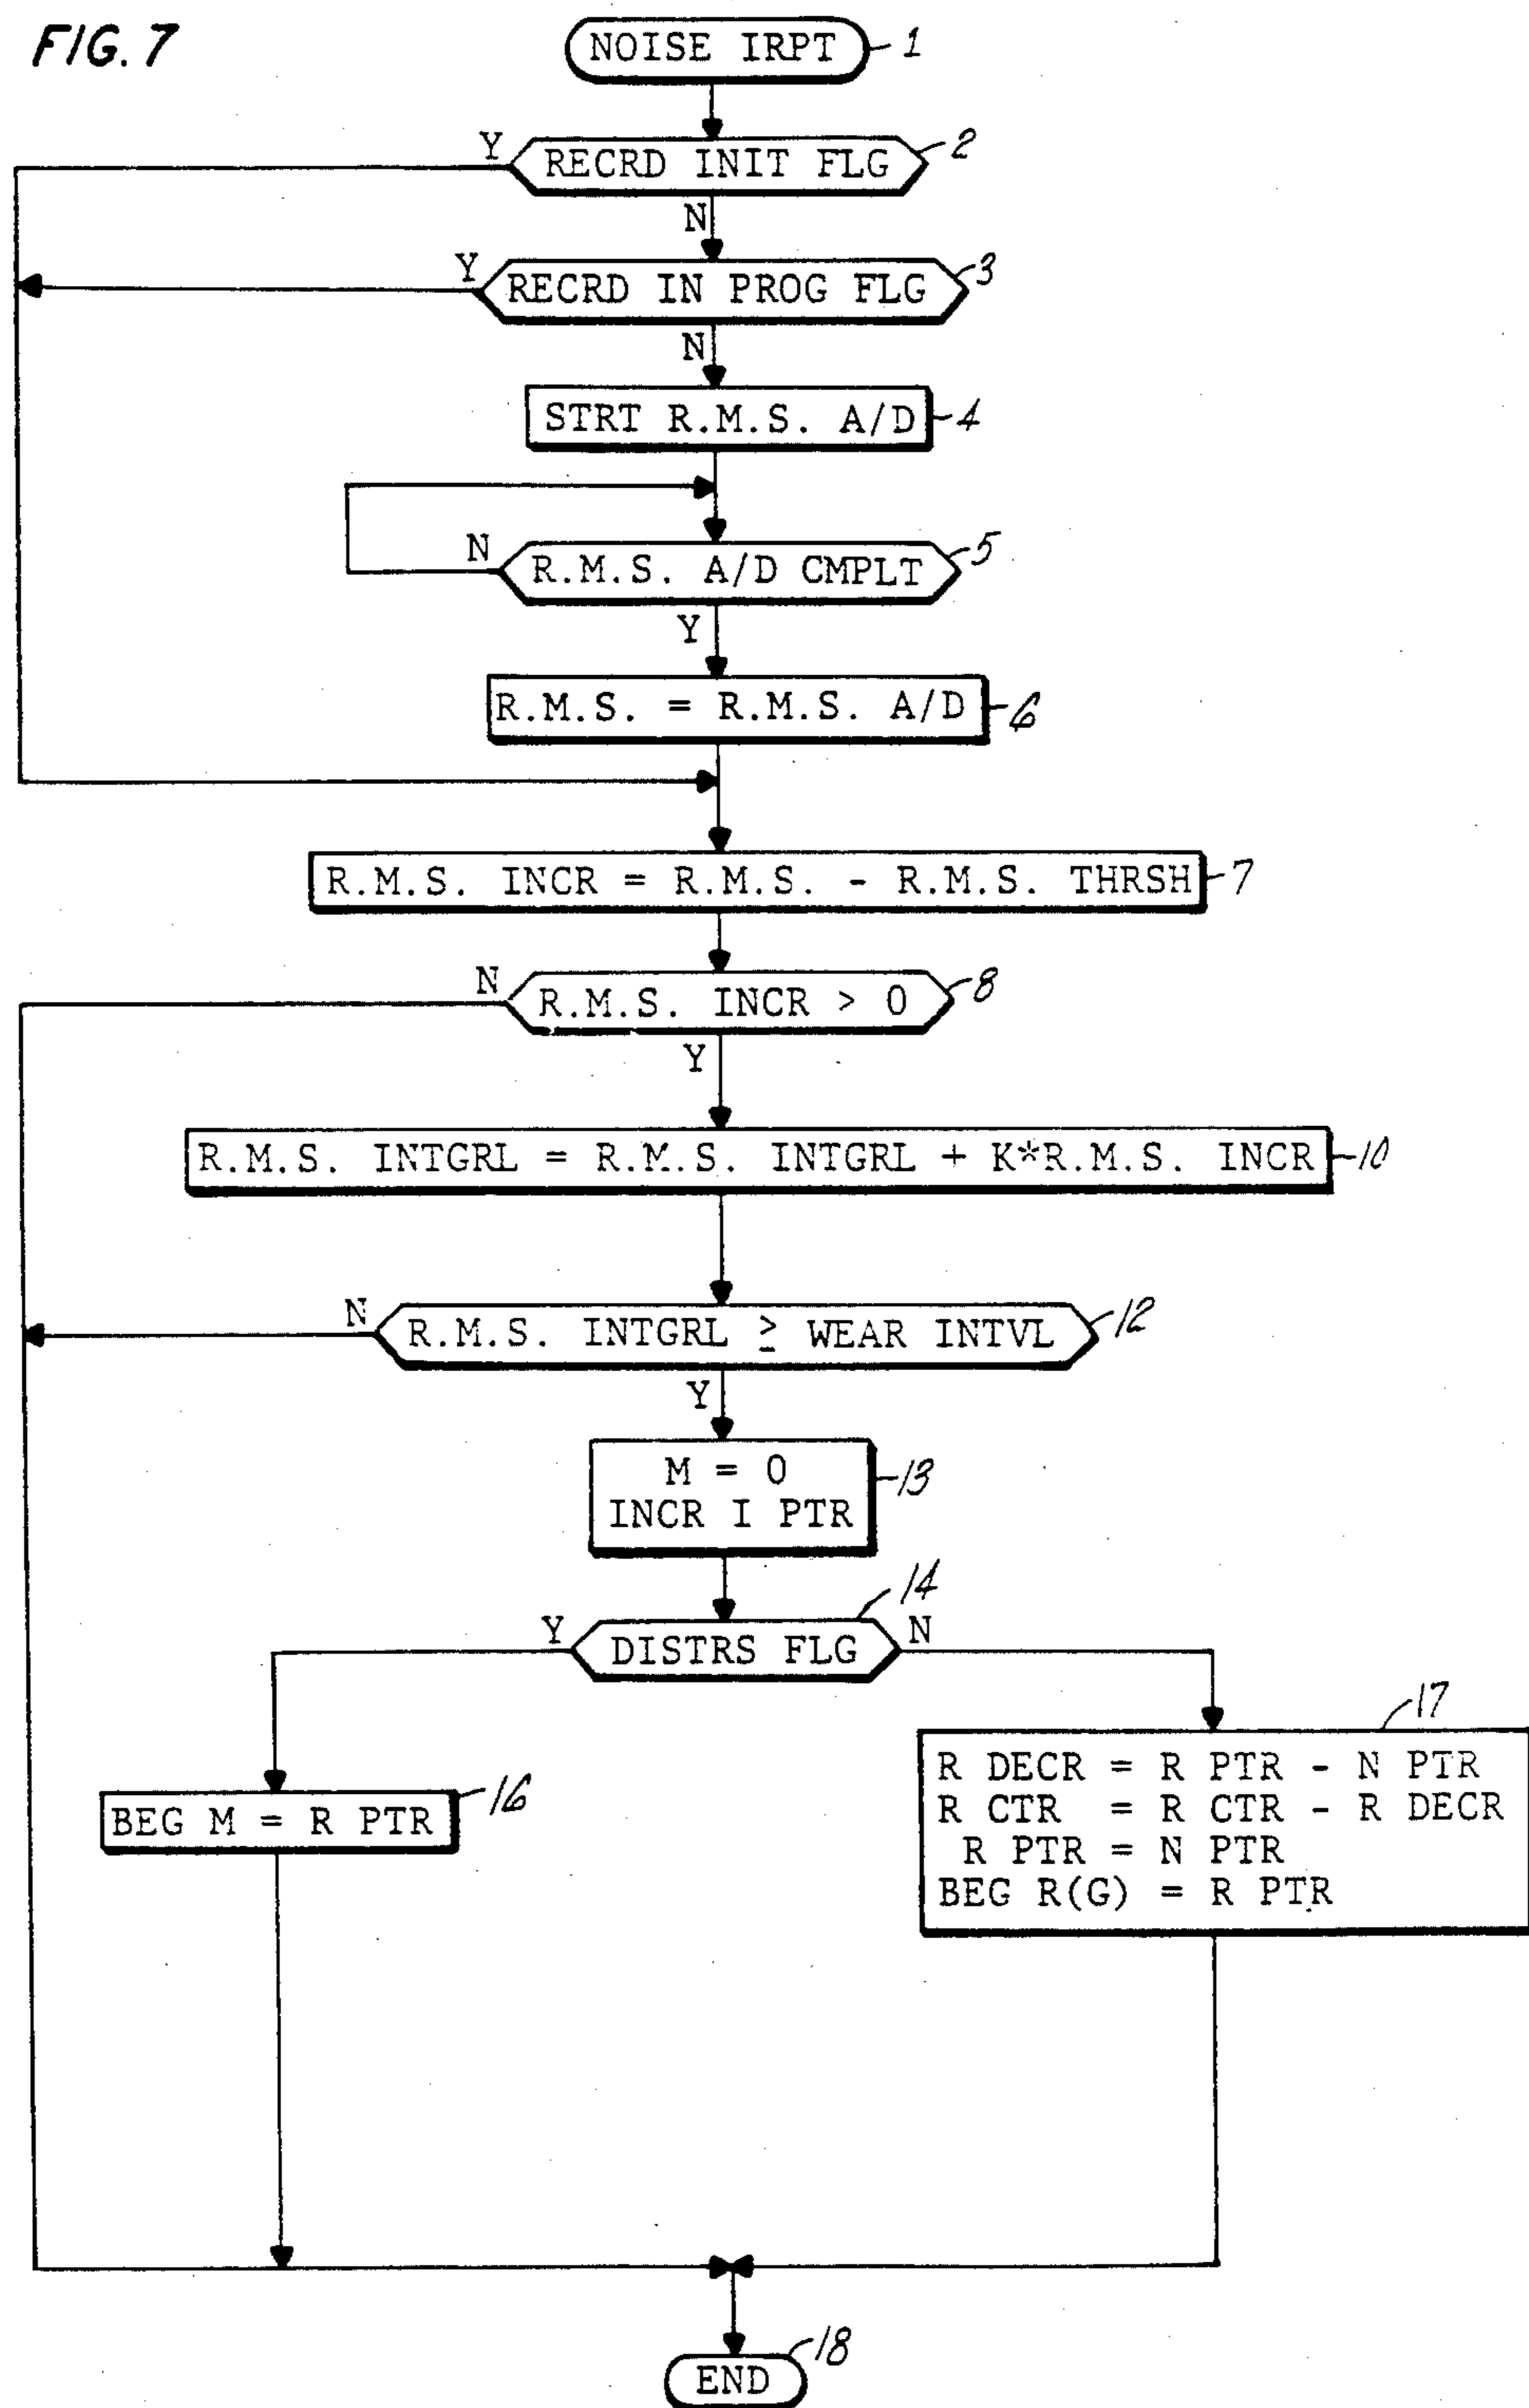 FIG. 7
NOISE IRPT 1
Y RECRD INIT FLG 2
N
Y RECRD IN PROG FLG 3
N
STRT R.M.S. A/D 4
N R.M.S. A/D CMPLT 5
Y
R.M.S. = R.M.S. A/D 6
R.M.S. INCR = R.M.S. - R.M.S. THRSH 7
N R.M.S. INCR > 0 8
Y
R.M.S. INTGRL = R.M.S. INTGRL + K*R.M.S. INCR 10
N R.M.S. INTGRL ≥ WEAR INTVL 12
Y
M = 0
INCR I PTR 13
Y DISTRS FLG N 14
BEG M = R PTR 16
17
R DECR = R PTR - N PTR
R CTR = R CTR - R DECR
R PTR = N PTR
BEG R(G) = R PTR
END 18